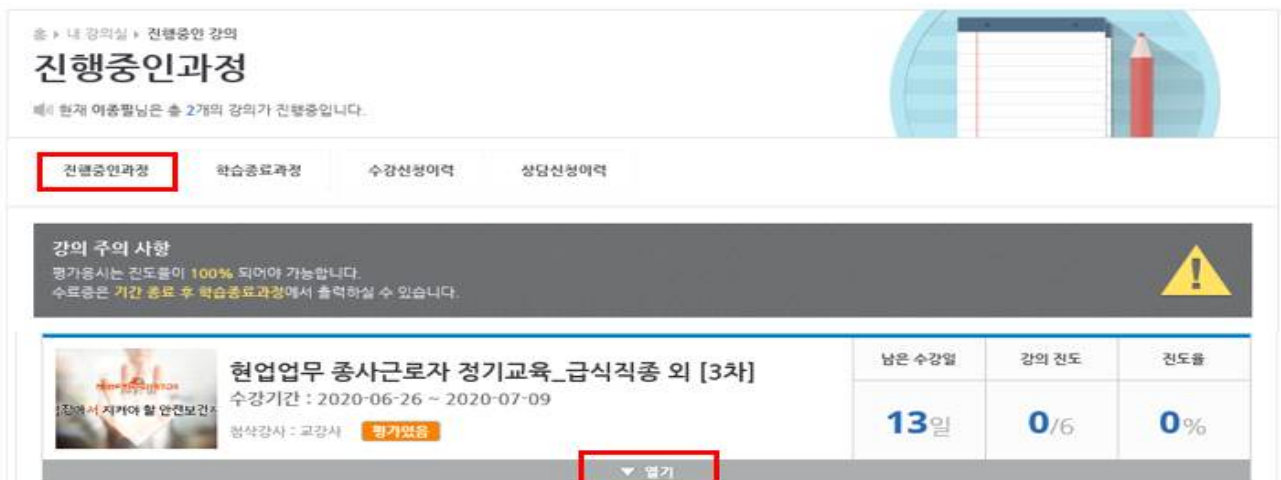 홈 ▸ 내 강의실 ▸ 진행중인 강의
진행중인과정
현재 이종필님은 총 2개의 강의가 진행중입니다.
진행중인과정 학습종료과정 수강신청이력 상담신청이력
강의 주의 사항
평가응시는 진도율이 100% 되어야 가능합니다.
수료증은 기간 종료 후 학습종료과정에서 출력하실 수 있습니다.
지켜야 할 안전보건
현업업무 종사근로자 정기교육_급식직종 외 [3차]
수강기간 : 2020-06-26 ~ 2020-07-09
첨삭강사 : 교강사 평가있음
남은 수강일 강의 진도 진도율
13일 0/6 0%
▼ 열기